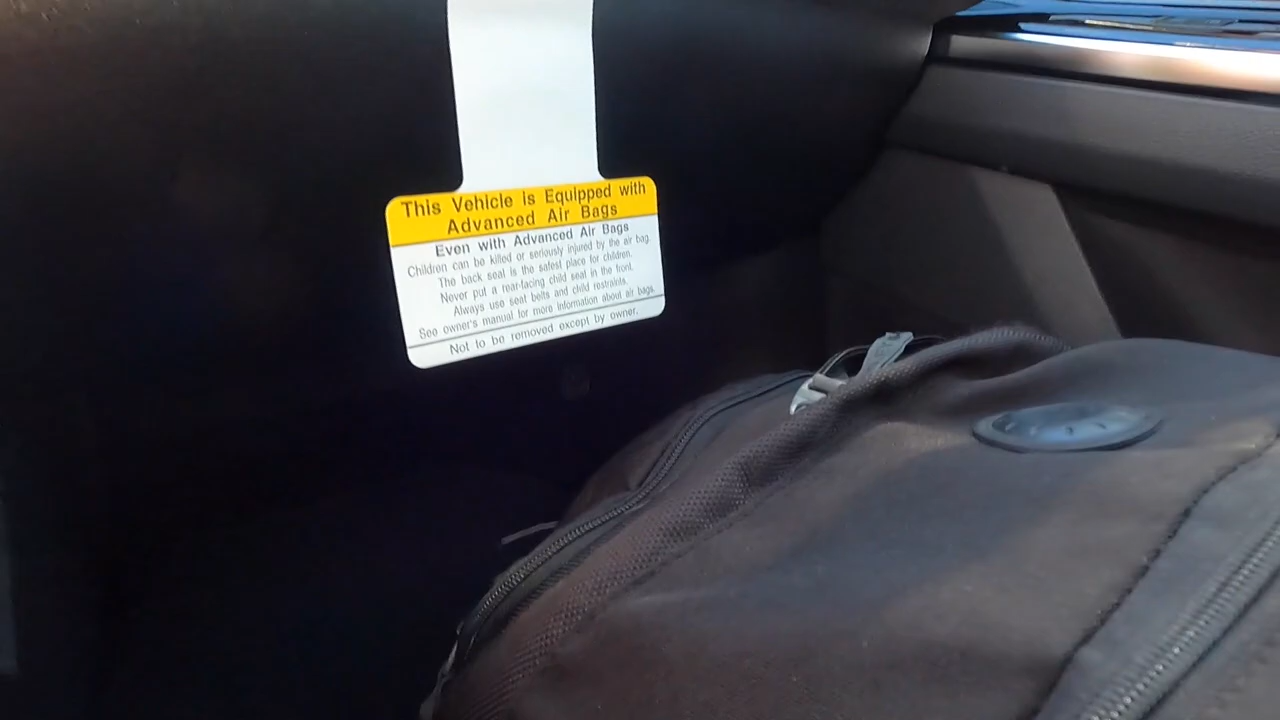 This Vehicle is Equipped with
Advanced Air Bags
Even with Advanced Air Bags
Children can be killed or seriously injured by the air bag.
The back seat is the safest place for children.
Never put a rear-facing child seat in the front.
Always use seat belts and child restraints.
See owner's manual for more information about air bags.
Not to be removed except by owner.